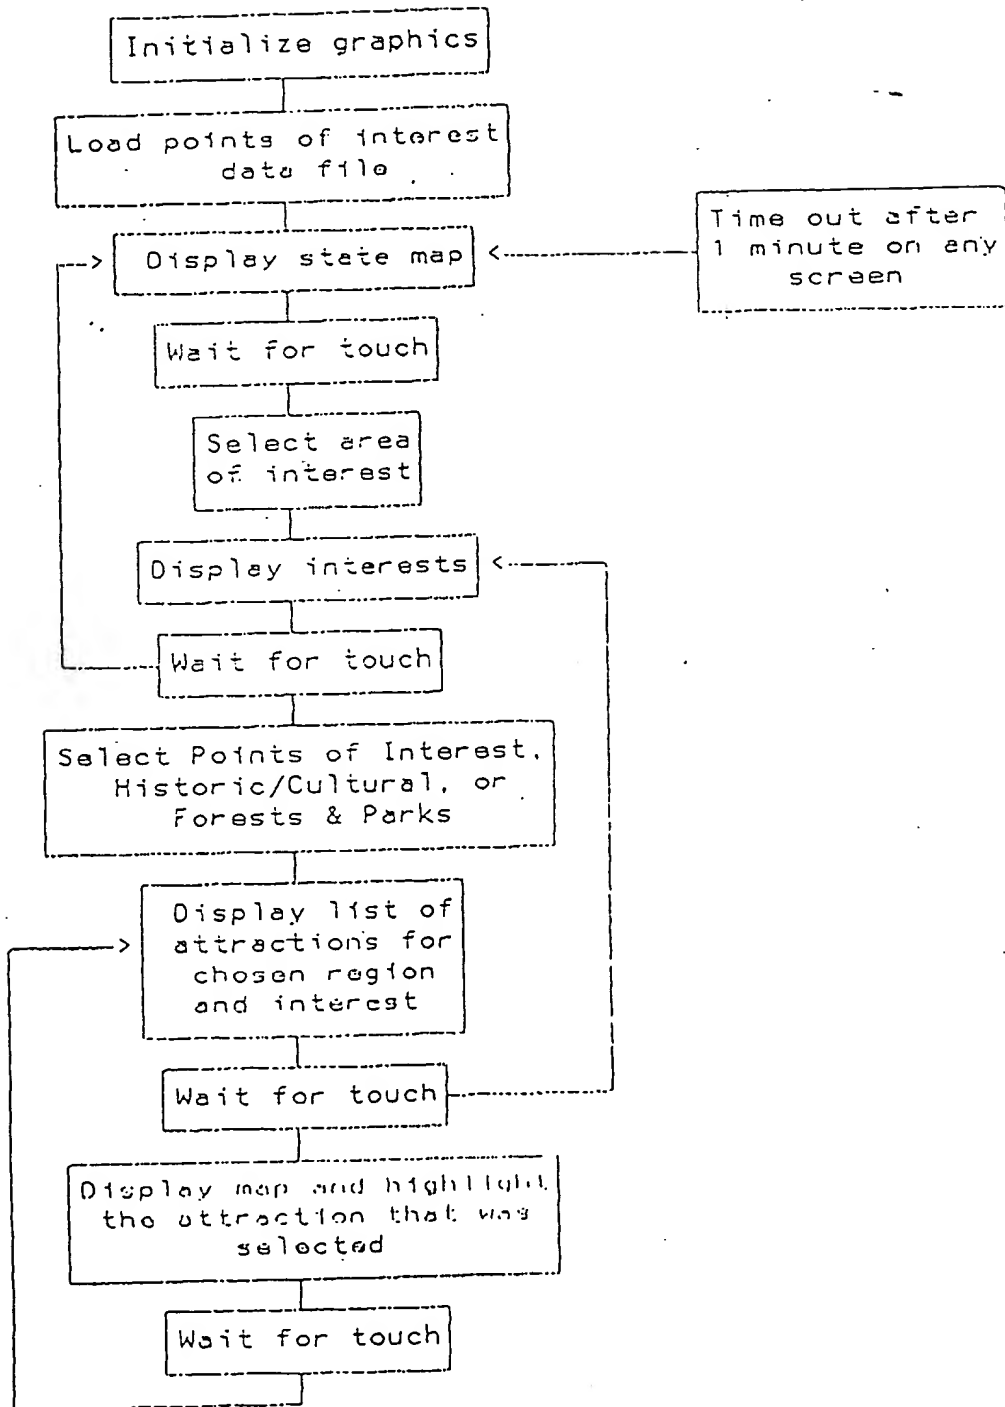 Initialize graphics
Load points of interest
data file
Display state map
Time out after
1 minute on any
screen
Wait for touch
Select area
of interest
Display interests
Wait for touch
Select Points of Interest,
Historic/Cultural, or
Forests & Parks
Display list of
attractions for
chosen region
and interest
Wait for touch
Display map and highlight
the attraction that was
selected
Wait for touch